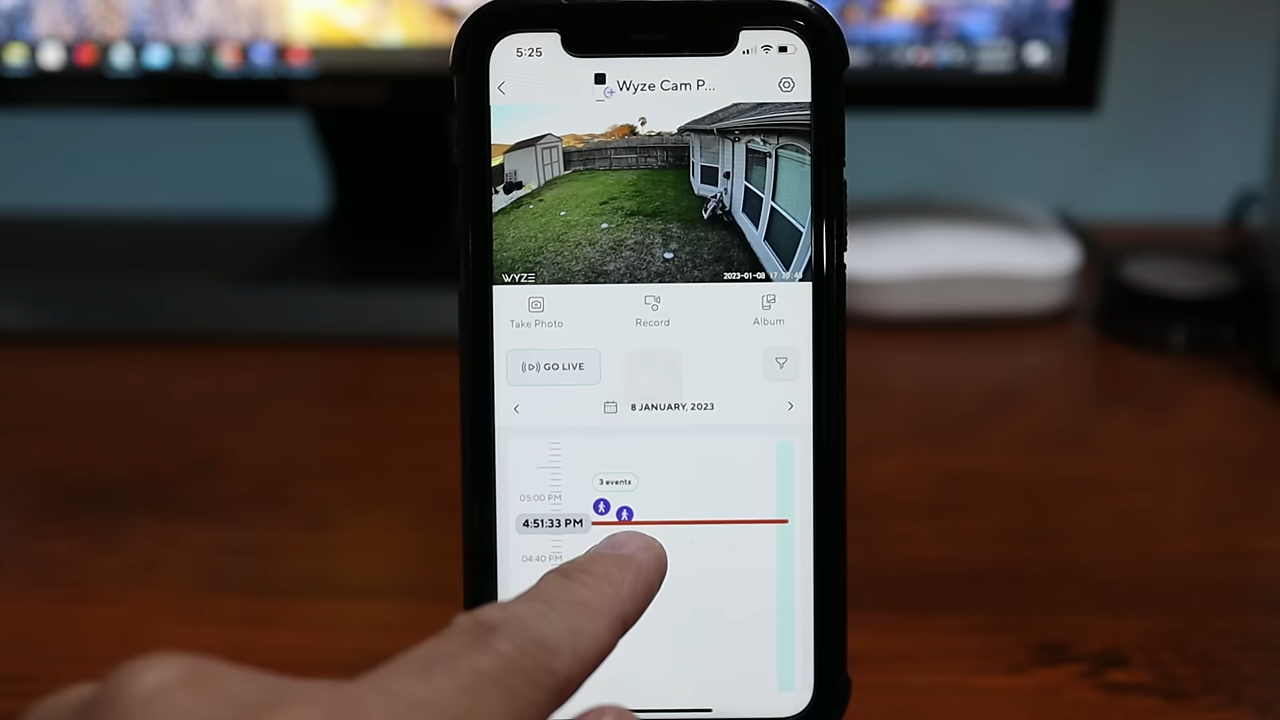 5:25
Wyze Cam P...
WYZE
2023-01-08
Take Photo
Record
Album
GO LIVE
8 JANUARY, 2023
3 events
05:00 PM
4:51:33 PM
04:40 PM